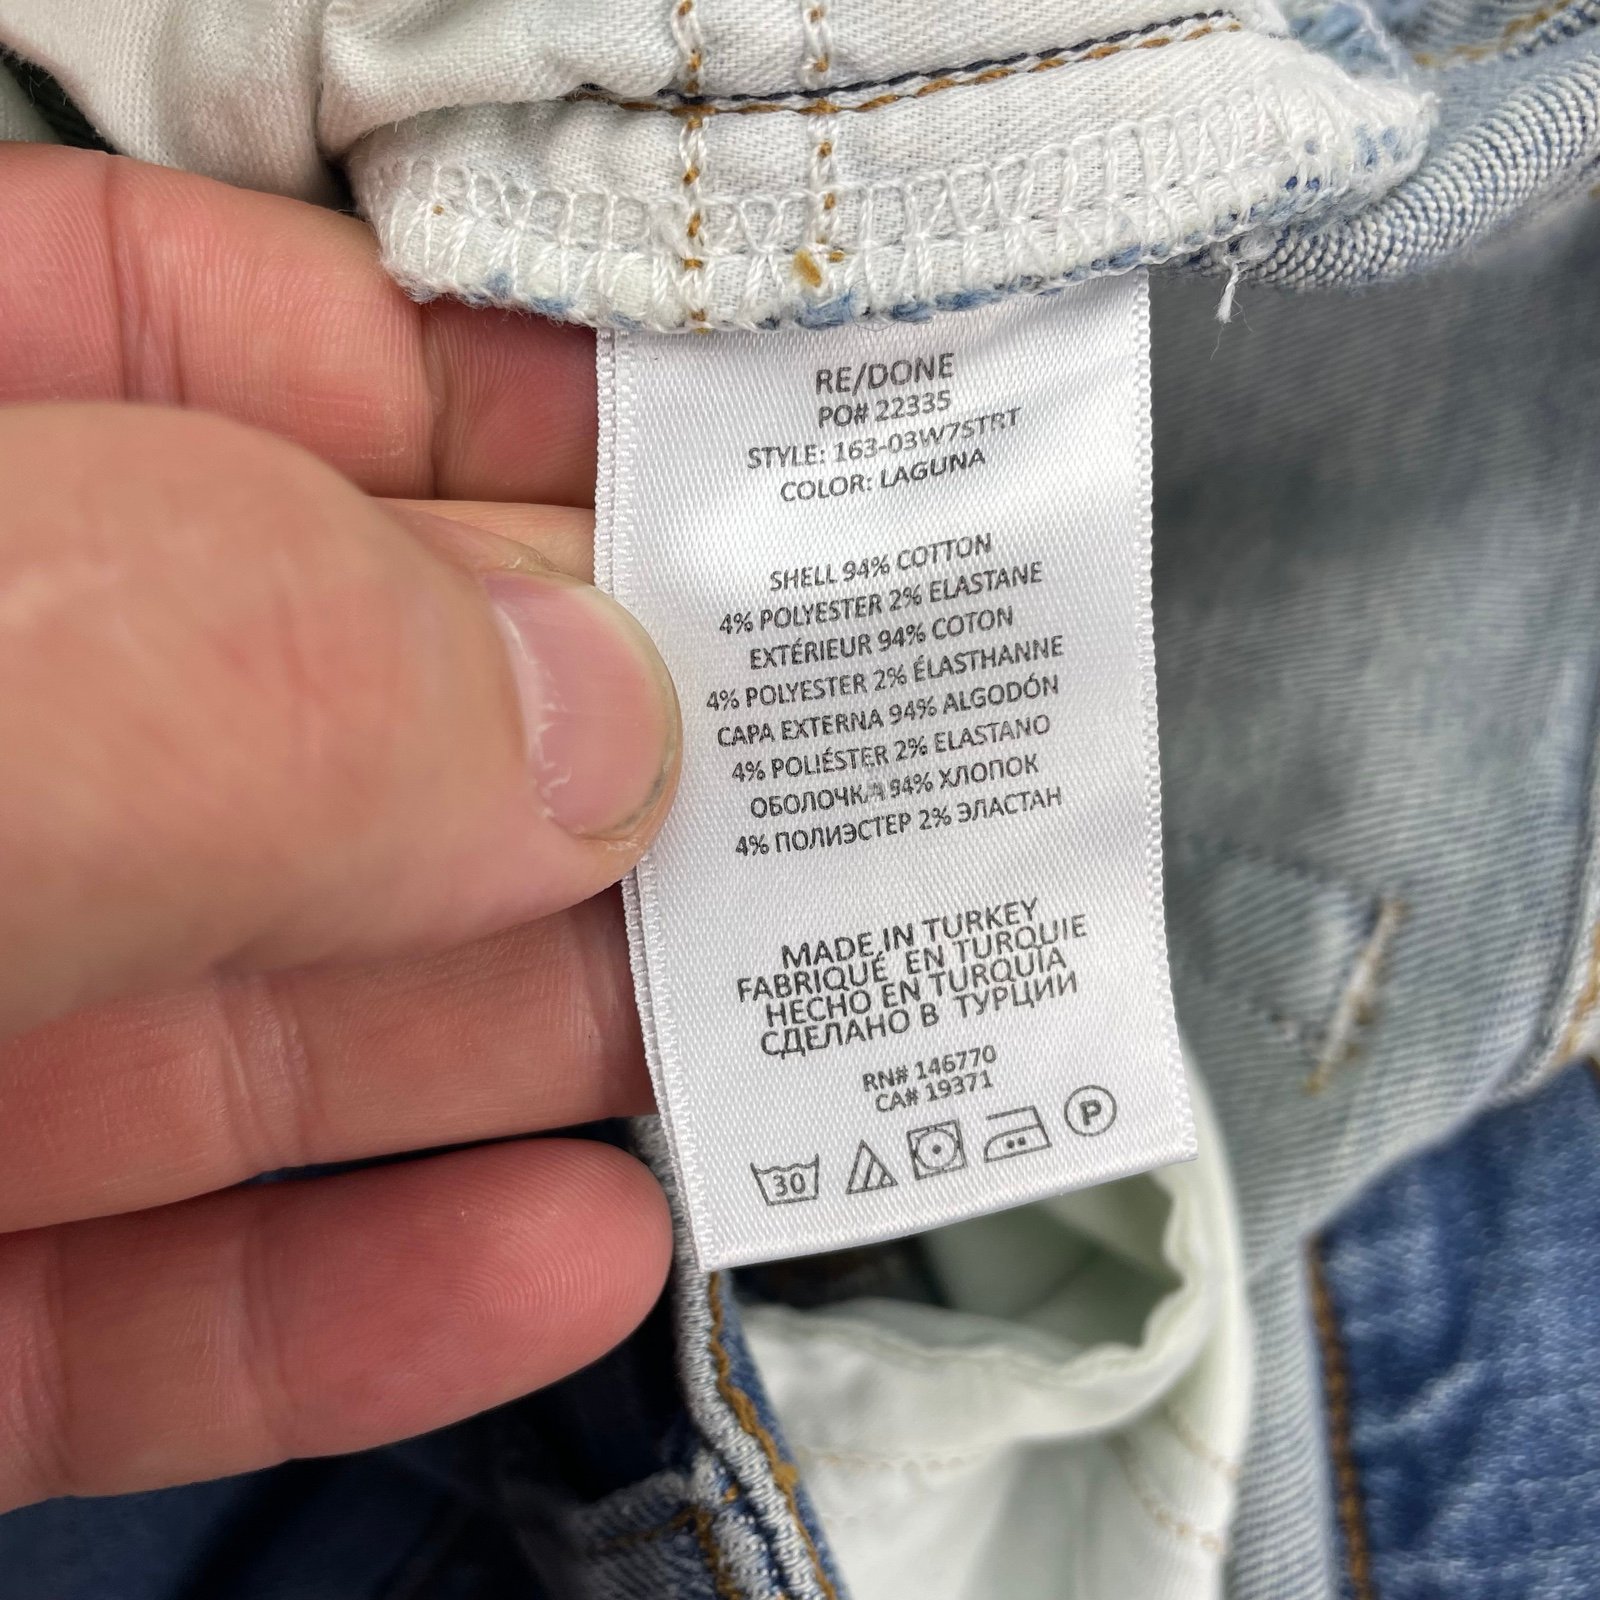 RE/DONE
PO# 22335
STYLE: 163-03W7STRT
COLOR: LAGUNA
SHELL 94% COTTON
4% POLYESTER 2% ELASTANE
EXTÉRIEUR 94% COTON
4% POLYESTER 2% ÉLASTHANNE
CAPA EXTERNA 94% ALGODÓN
4% POLIÉSTER 2% ELASTANO
ОБОЛОЧКА 94% ХЛОПОК
4% ПОЛИЭСТЕР 2% ЭЛАСТАН
MADE IN TURKEY
FABRIQUÉ EN TURQUIE
HECHO EN TURQUIA
СДЕЛАНО В ТУРЦИИ
RN# 146770
CA# 19371
30 P